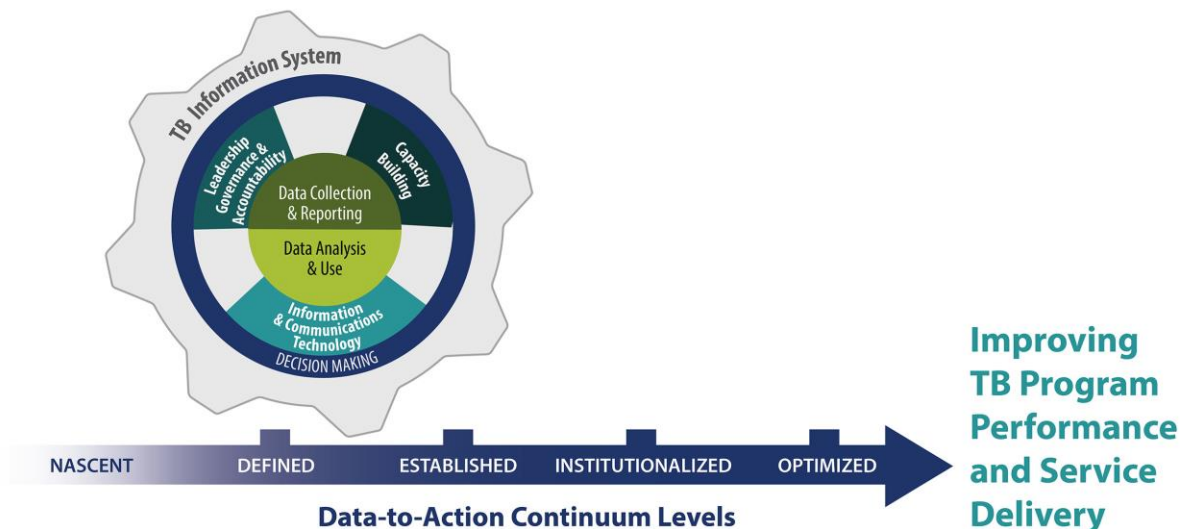 TB Information System
Leadership
Governance &
Accountability
Capacity
Building
Data Collection
& Reporting
Data Analysis
& Use
Information
& Communications
Technology
DECISION MAKING
Improving
TB Program
Performance
and Service
Delivery
NASCENT
DEFINED
ESTABLISHED
INSTITUTIONALIZED
OPTIMIZED
Data-to-Action Continuum Levels